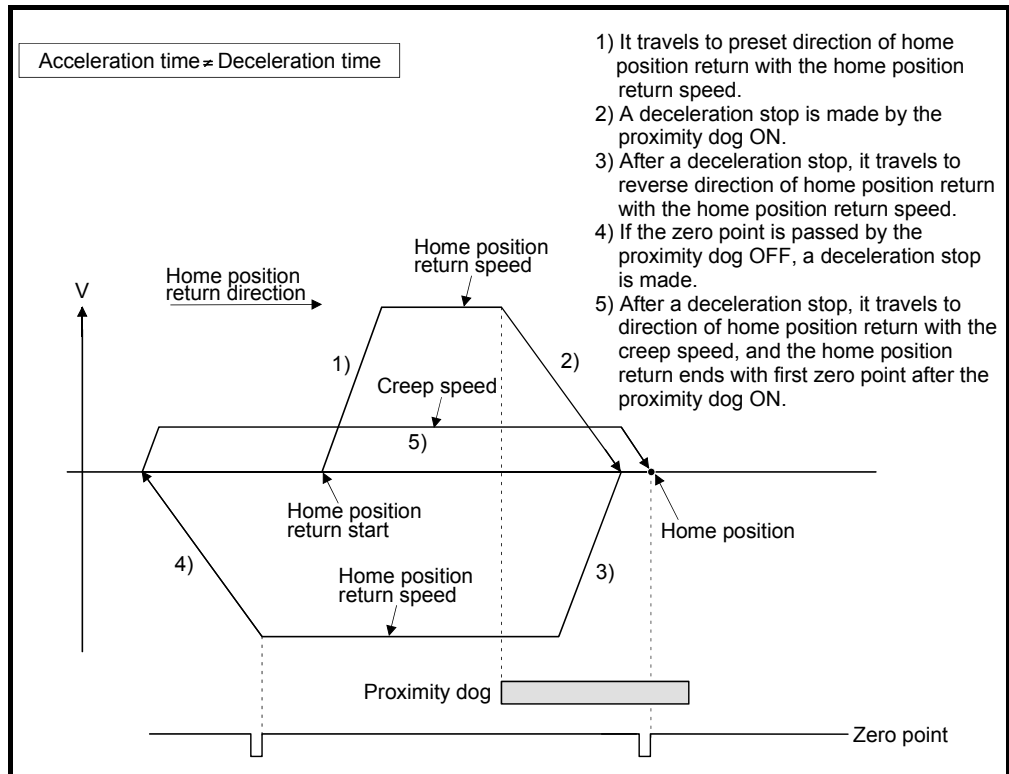 Acceleration time ≠ Deceleration time
1) It travels to preset direction of home
position return with the home position
return speed.
2) A deceleration stop is made by the
proximity dog ON.
3) After a deceleration stop, it travels to
reverse direction of home position return
with the home position return speed.
4) If the zero point is passed by the
proximity dog OFF, a deceleration stop
is made.
5) After a deceleration stop, it travels to
direction of home position return with the
creep speed, and the home position
return ends with first zero point after the
proximity dog ON.
Home position
return speed
Home position
return direction
V
1)
2)
Creep speed
5)
Home position
return start
Home position
4)
3)
Home position
return speed
Proximity dog
Zero point